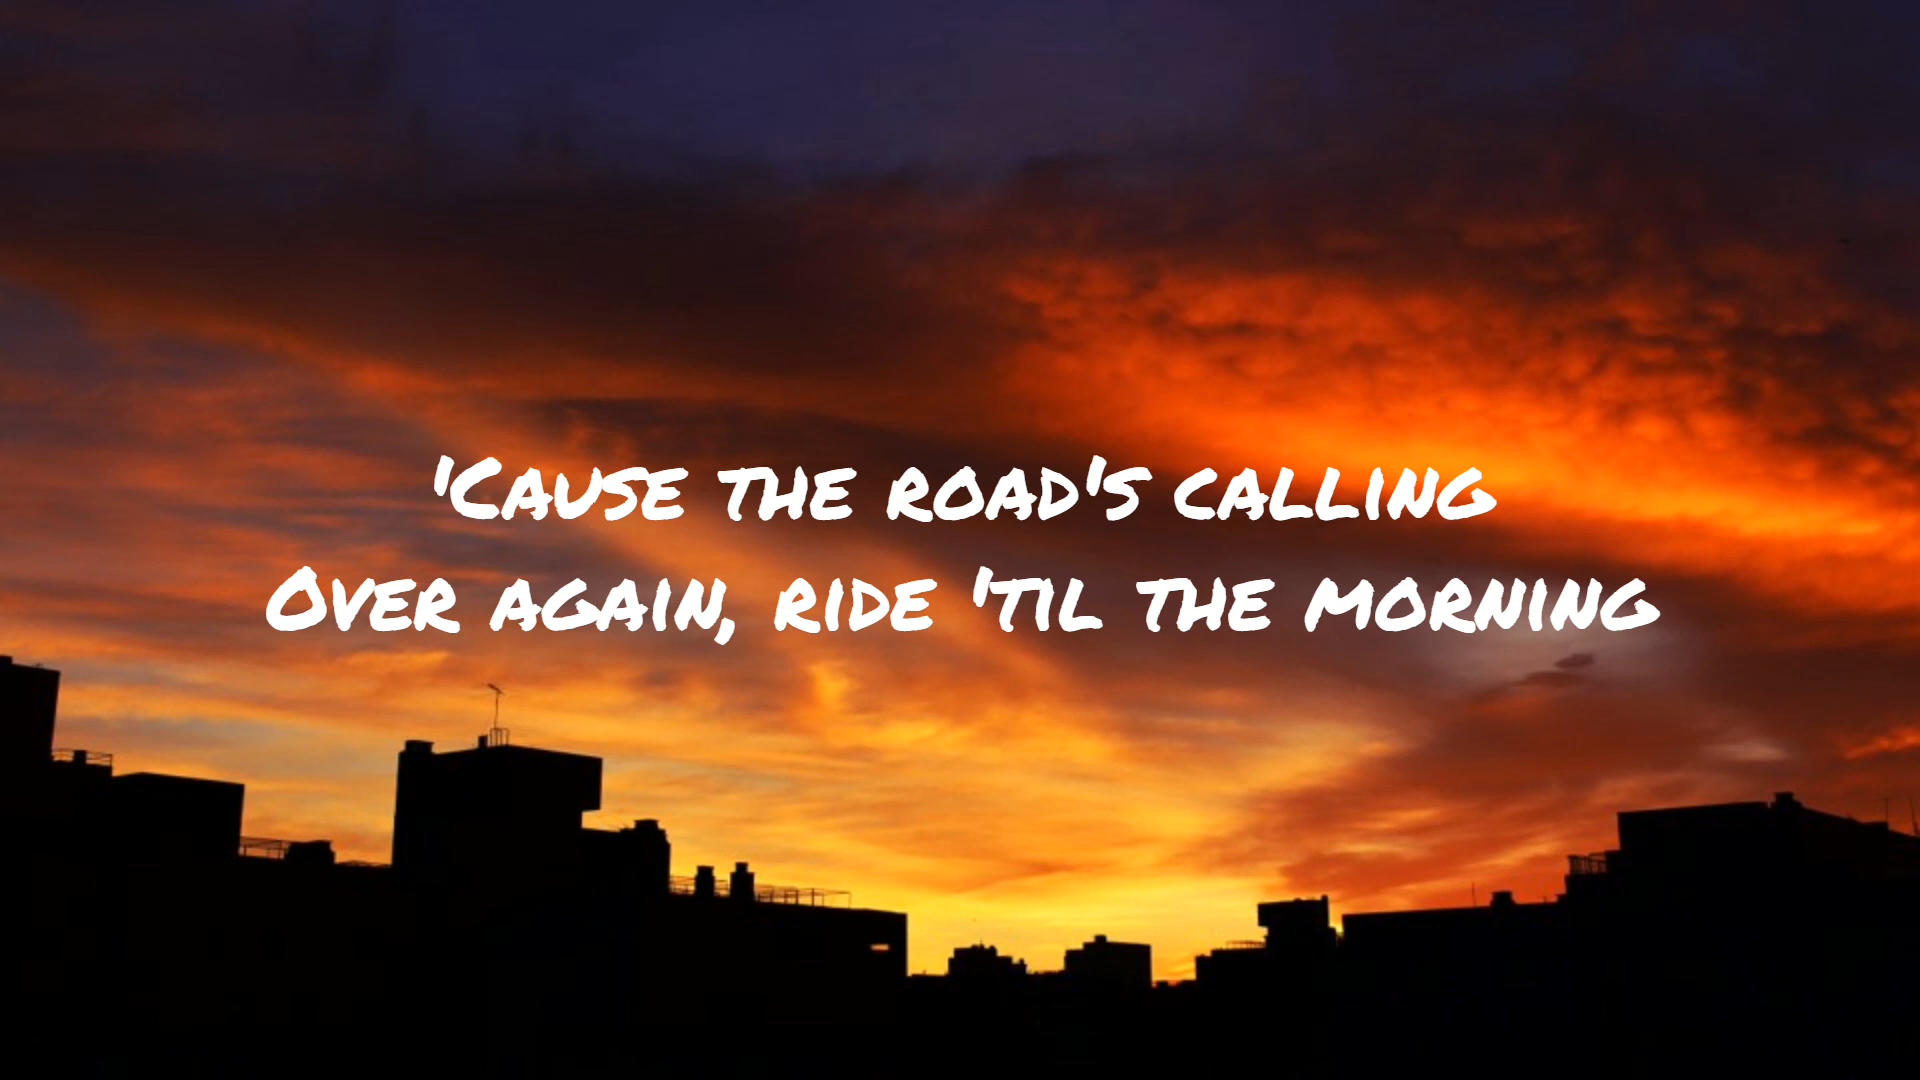 'Cause the road's calling
Over again, ride 'til the morning